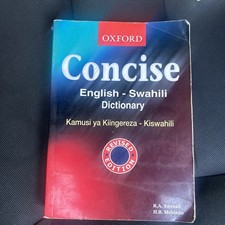 OXFORD
Concise
English - Swahili
Dictionary
Kamusi ya Kiingereza - Kiswahili
REVISED
EDITION
R.A.
H.B.